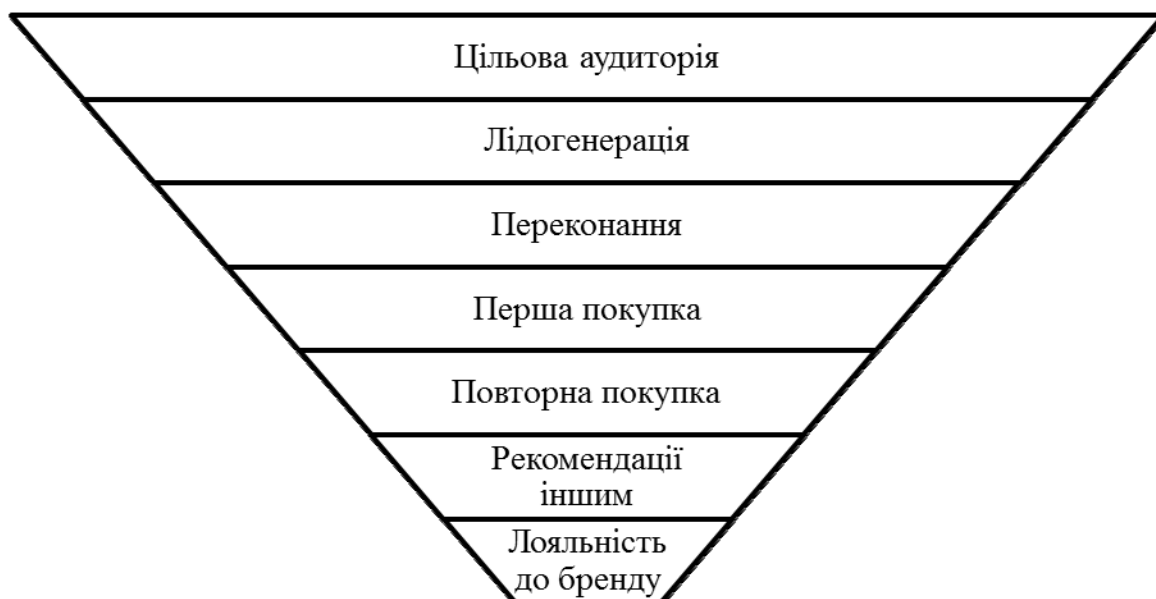 Цільова аудиторія
Лідогенерація
Переконання
Перша покупка
Повторна покупка
Рекомендації
іншим
Лояльність
до бренду